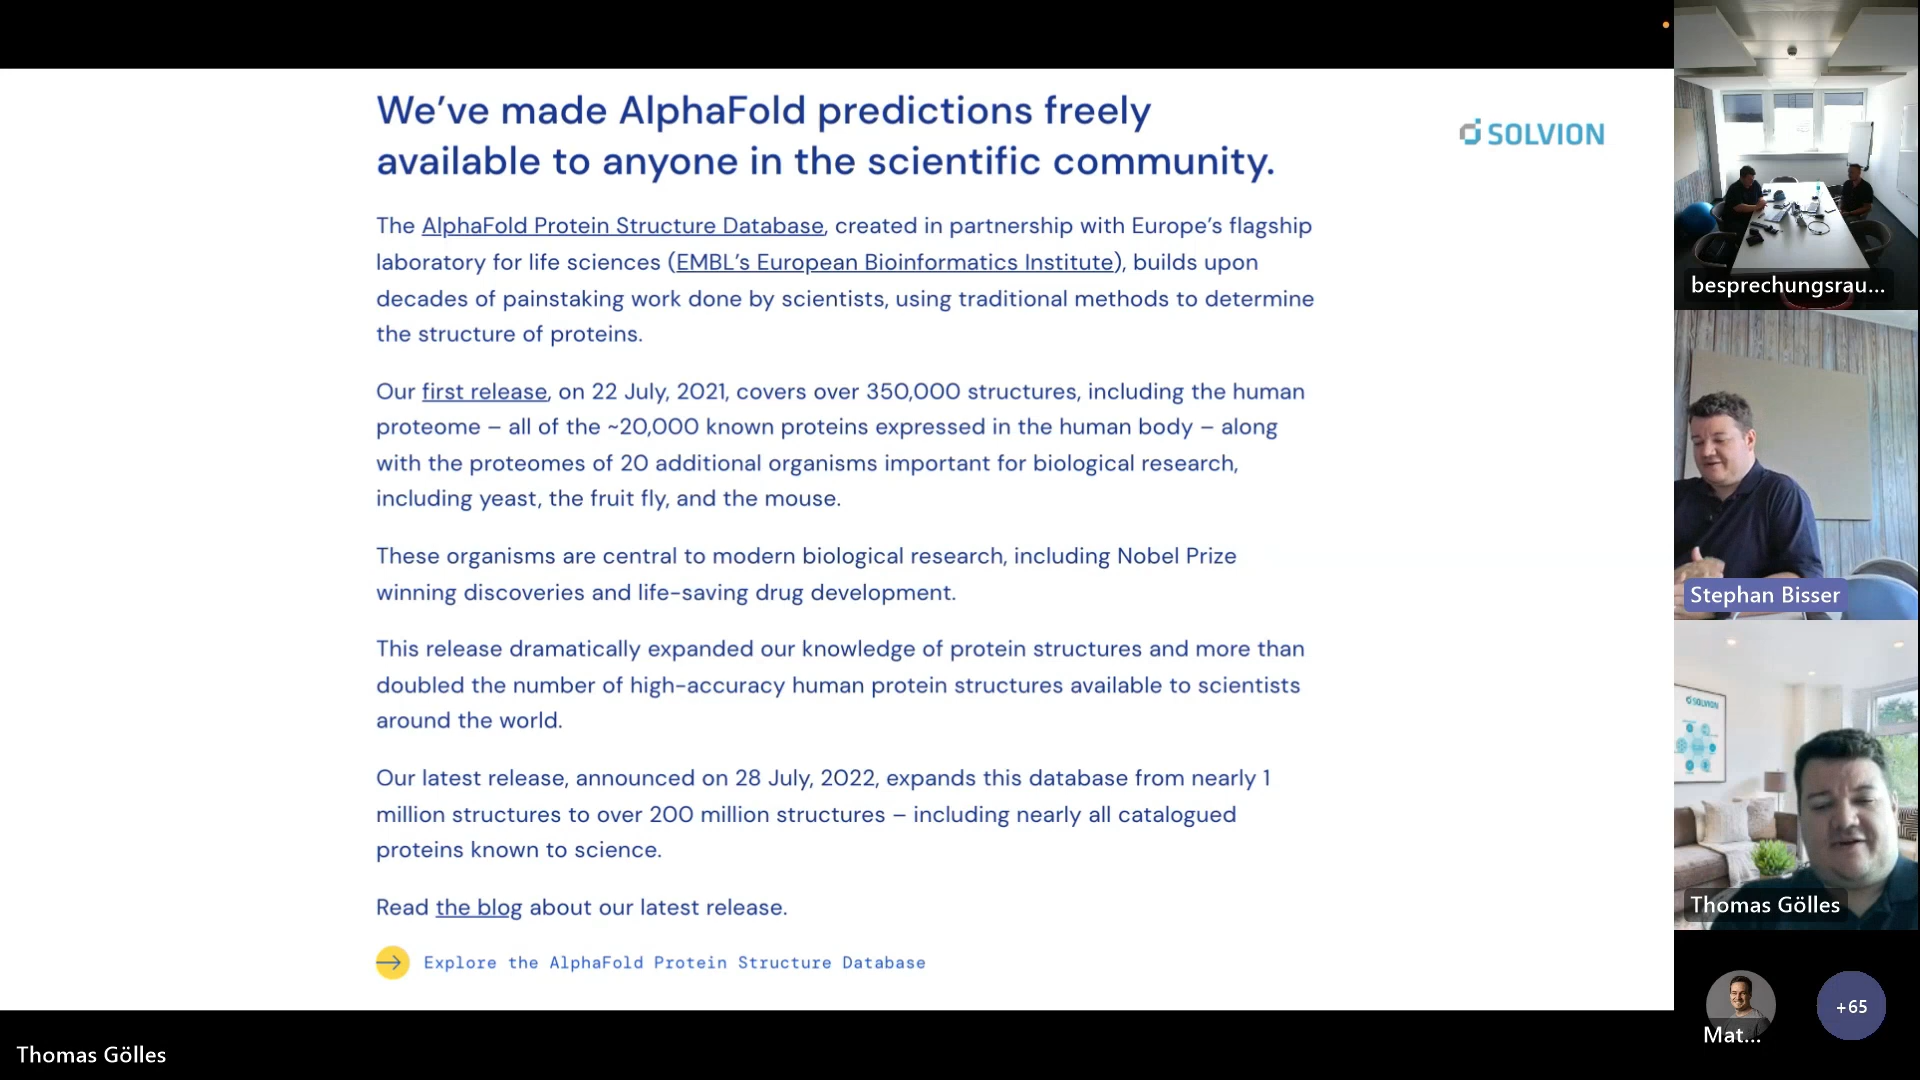 We’ve made AlphaFold predictions freely
available to anyone in the scientific community.
SOLVION
The AlphaFold Protein Structure Database, created in partnership with Europe’s flagship
laboratory for life sciences (EMBL’s European Bioinformatics Institute), builds upon
decades of painstaking work done by scientists, using traditional methods to determine
the structure of proteins.
Our first release, on 22 July, 2021, covers over 350,000 structures, including the human
proteome – all of the ~20,000 known proteins expressed in the human body – along
with the proteomes of 20 additional organisms important for biological research,
including yeast, the fruit fly, and the mouse.
These organisms are central to modern biological research, including Nobel Prize
winning discoveries and life-saving drug development.
This release dramatically expanded our knowledge of protein structures and more than
doubled the number of high-accuracy human protein structures available to scientists
around the world.
Our latest release, announced on 28 July, 2022, expands this database from nearly 1
million structures to over 200 million structures – including nearly all catalogued
proteins known to science.
Read the blog about our latest release.
Explore the AlphaFold Protein Structure Database
besprechungsrau...
Stephan Bisser
SOLVION
Thomas Gölles
Mat...
+65
Thomas Gölles